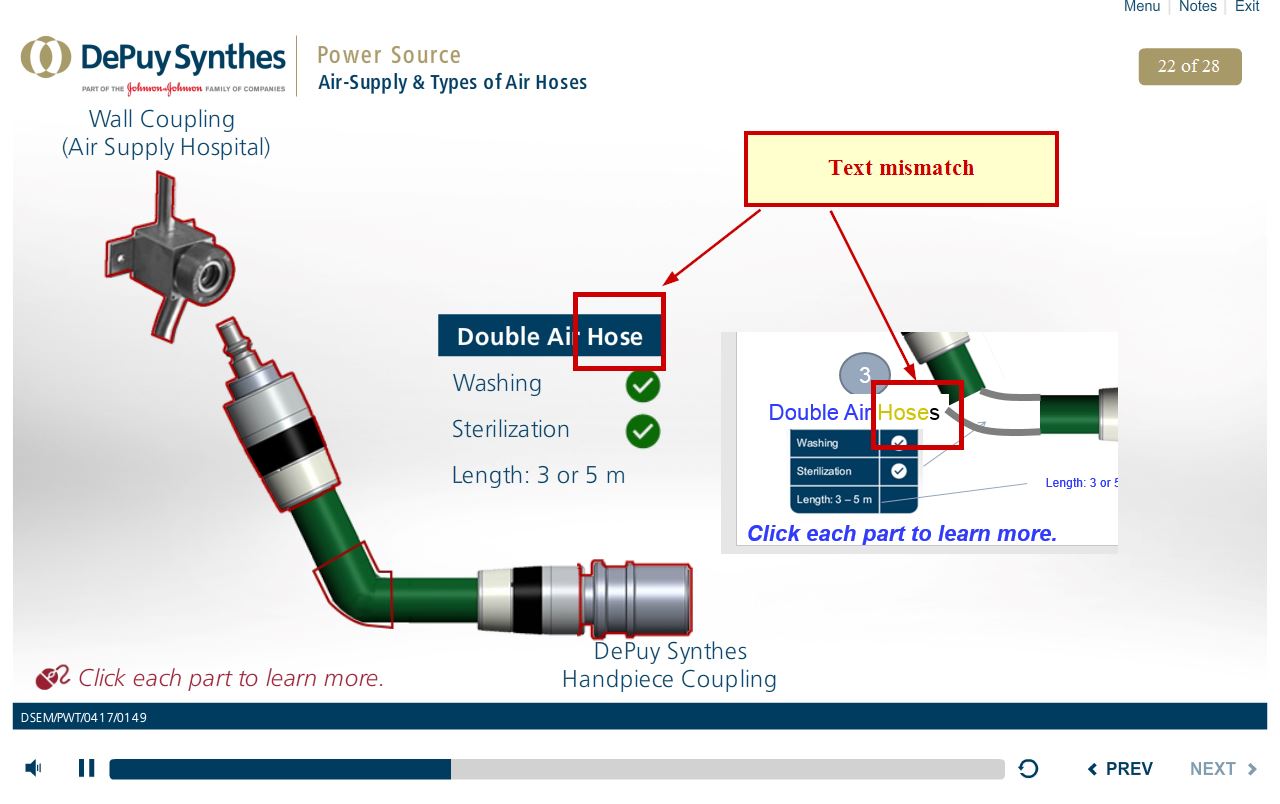 Menu | Notes | Exit
DePuy Synthes
PART OF THE Johnson & Johnson FAMILY OF COMPANIES
Power Source
Air-Supply & Types of Air Hoses
22 of 28
Wall Coupling
(Air Supply Hospital)
Text mismatch
Double Air Hose
Washing
Sterilization
Length: 3 or 5 m
3
Double Air Hoses
Washing
Sterilization
Length: 3 – 5 m
Length: 3 or 5
Click each part to learn more.
DePuy Synthes
Handpiece Coupling
Click each part to learn more.
DSEM/PWT/0417/0149
PREV
NEXT